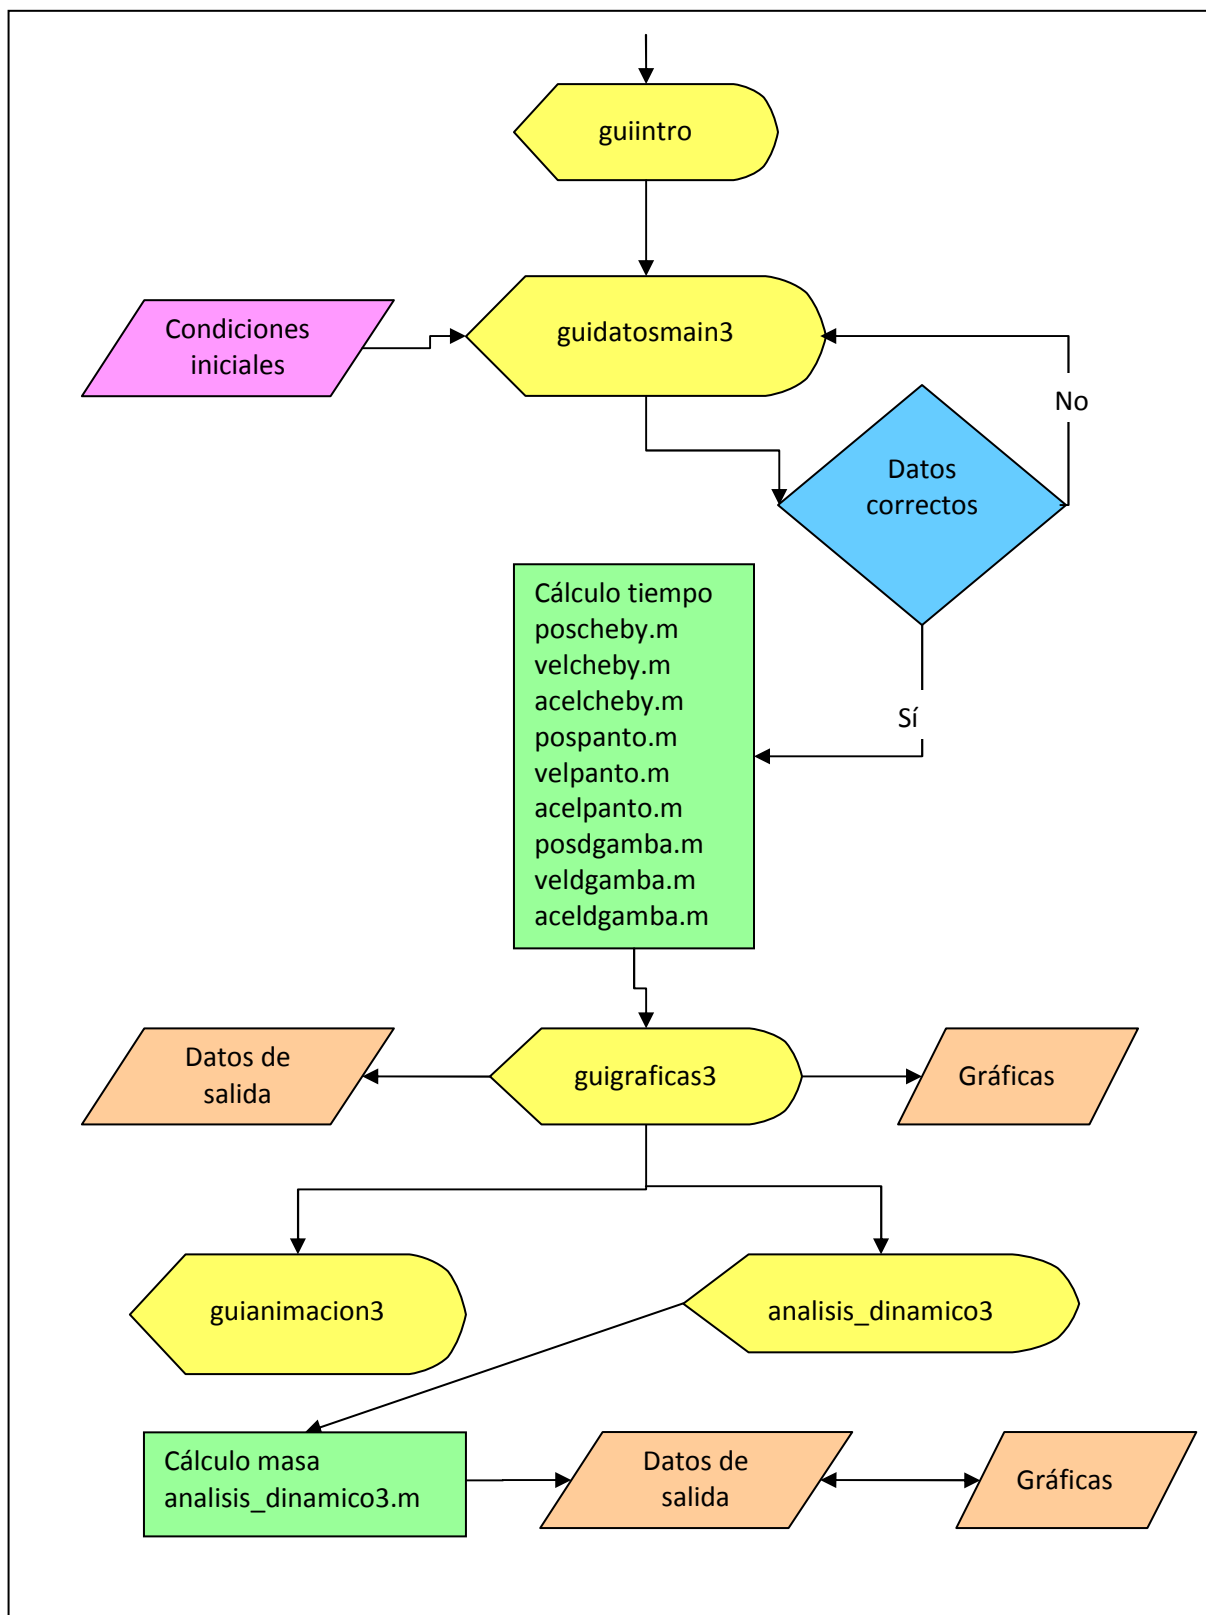 guiintro
Condiciones
iniciales
guidatosmain3
No
Datos
correctos
Sí
Cálculo tiempo
poscheby.m
velcheby.m
acelcheby.m
pospanto.m
velpanto.m
acelpanto.m
posdgamba.m
veldgamba.m
aceldgamba.m
Datos de
salida
guigraficas3
Gráficas
guianimacion3
analisis_dinamico3
Cálculo masa
analisis_dinamico3.m
Datos de
salida
Gráficas